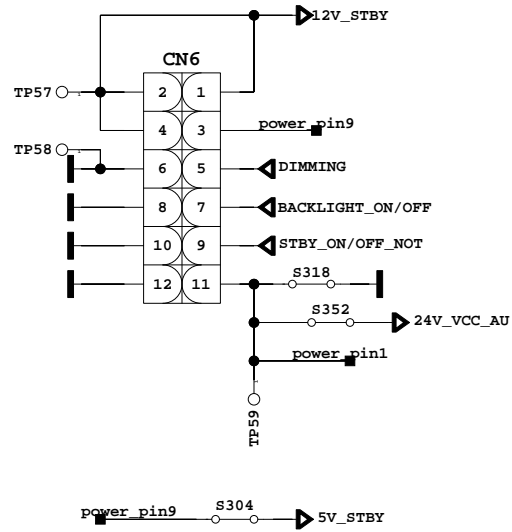 12V_STBY
CN6
TP57
2 1
4 3
power_pin9
TP58
6 5
DIMMING
8 7
BACKLIGHT_ON/OFF
10 9
STBY_ON/OFF_NOT
12 11
S318
S352
24V_VCC_AU
power_pin1
TP59
power_pin9
S304
5V_STBY